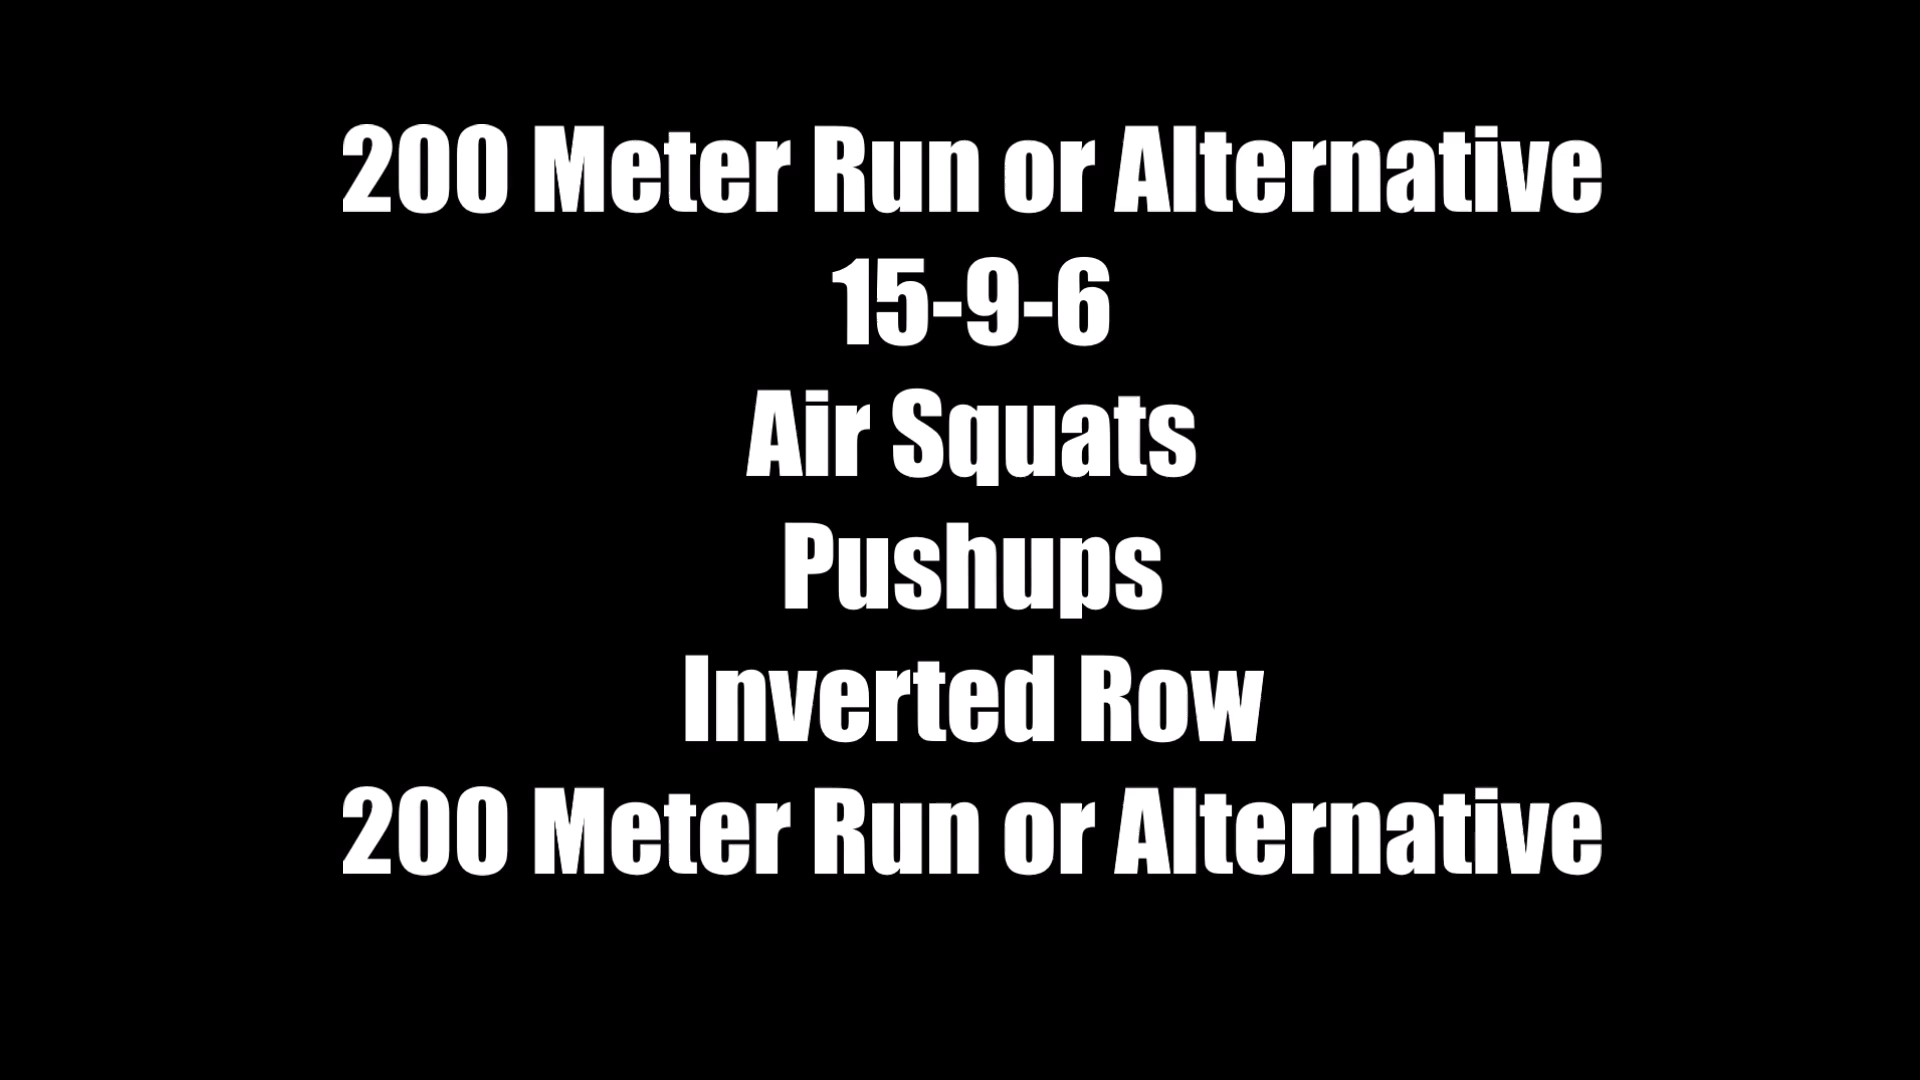 200 Meter Run or Alternative
15-9-6
Air Squats
Pushups
Inverted Row
200 Meter Run or Alternative